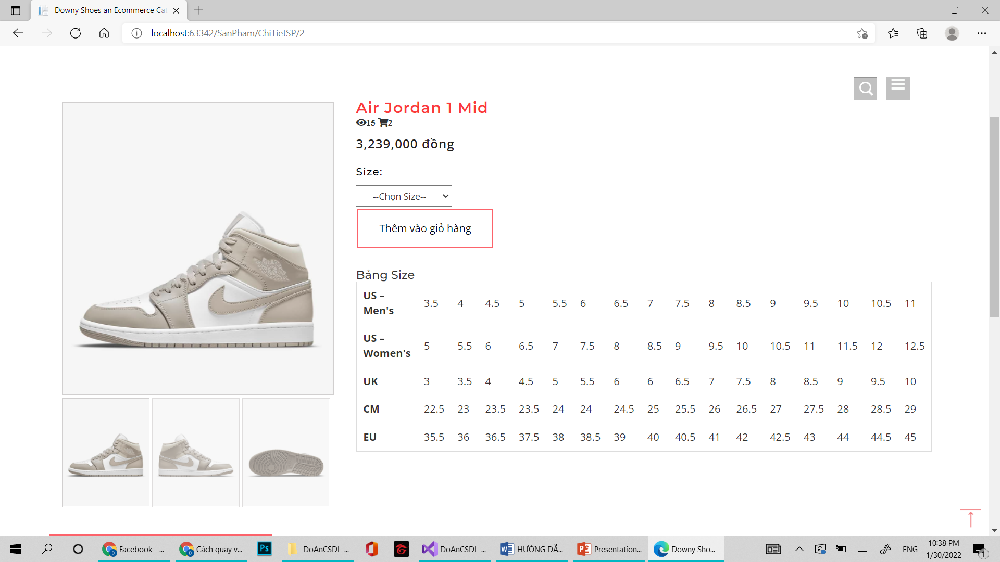 Downy Shoes an Ecommerce Cat
localhost:63342/SanPham/ChiTietSP/2
Air Jordan 1 Mid
15 2
3,239,000 đồng
Size:
--Chọn Size--
Thêm vào giỏ hàng
Bảng Size
US – Men's 3.5 4 4.5 5 5.5 6 6.5 7 7.5 8 8.5 9 9.5 10 10.5 11
US – Women's 5 5.5 6 6.5 7 7.5 8 8.5 9 9.5 10 10.5 11 11.5 12 12.5
UK 3 3.5 4 4.5 5 5.5 6 6 6.5 7 7.5 8 8.5 9 9.5 10
CM 22.5 23 23.5 23.5 24 24 24.5 25 25.5 26 26.5 27 27.5 28 28.5 29
EU 35.5 36 36.5 37.5 38 38.5 39 40 40.5 41 42 42.5 43 44 44.5 45
Ps
Facebook - ... Cách quay v... DoAnCSDL_... DoAnCSDL_... HƯỚNG DẪ... Presentation... Downy Sho... ENG
10:38 PM
1/30/2022
1